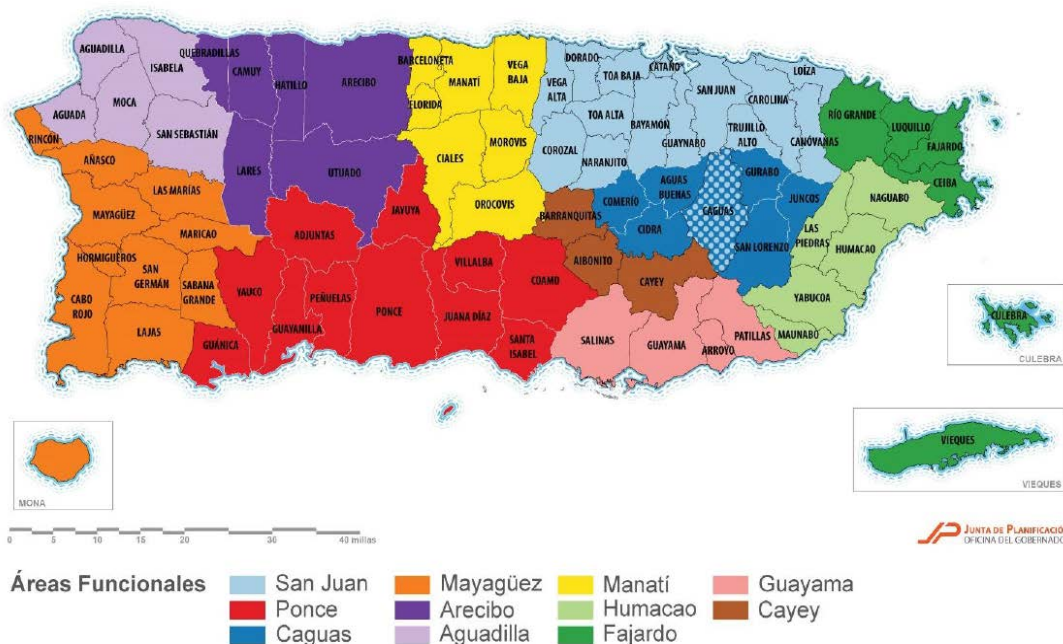 AGUADILLA
ISABELA
QUEBRADILLAS
CAMUY
HATILLO
ARECIBO
BARCELONETA
MANATÍ
VEGA
BAJA
DORADO
VEGA
ALTA
TOA BAJA
CATAÑO
SAN JUAN
LOÍZA
CAROLINA
AGUADA
MOCA
SAN SEBASTIÁN
FLORIDA
TOA ALTA
BAYAMÓN
GUAYNABO
TRUJILLO
ALTO
CANÓVANAS
RÍO GRANDE
LUQUILLO
FAJARDO
CEIBA
RINCÓN
AÑASCO
LAS MARÍAS
LARES
UTUADO
CIALES
MOROVIS
COROZAL
NARANJITO
MAYAGÜEZ
MARICAO
ADJUNTAS
JAYUYA
OROCOVIS
BARRANQUITAS
COMERÍO
AGUAS
BUENAS
CIDRA
CAGUAS
GURABO
JUNCOS
SAN LORENZO
LAS
PIEDRAS
NAGUABO
HUMACAO
HORMIGUEROS
SAN
GERMÁN
SABANA
GRANDE
CABO
ROJO
LAJAS
YAUCO
GUÁNICA
GUAYANILLA
PEÑUELAS
PONCE
VILLALBA
JUANA DÍAZ
COAMO
SANTA
ISABEL
AIBONITO
CAYEY
SALINAS
GUAYAMA
ARROYO
PATILLAS
YABUCOA
MAUNABO
CULEBRA
CULEBRA
VIEQUES
VIEQUES
MONA
0 5 10 15 20 30 40 millas
JP JUNTA DE PLANIFICACIÓ
OFICINA DEL GOBERNADO
Áreas Funcionales
San Juan
Ponce
Caguas
Mayagüez
Arecibo
Aguadilla
Manatí
Humacao
Fajardo
Guayama
Cayey